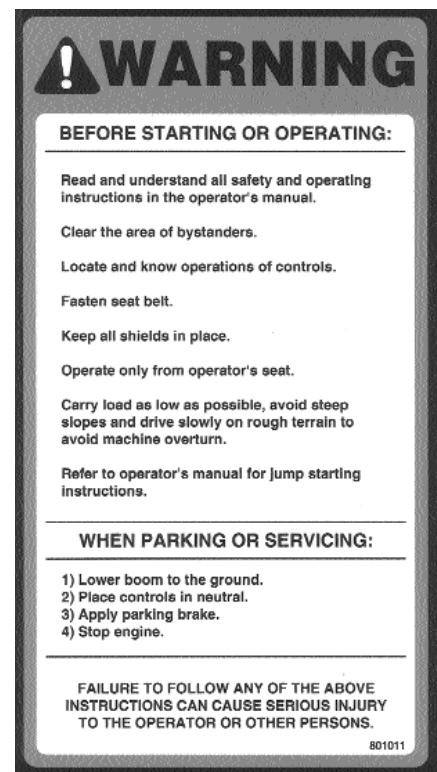 WARNING
BEFORE STARTING OR OPERATING:
Read and understand all safety and operating
instructions in the operator's manual.
Clear the area of bystanders.
Locate and know operations of controls.
Fasten seat belt.
Keep all shields in place.
Operate only from operator's seat.
Carry load as low as possible, avoid steep
slopes and drive slowly on rough terrain to
avoid machine overturn.
Refer to operator's manual for jump starting
instructions.
WHEN PARKING OR SERVICING:
1) Lower boom to the ground.
2) Place controls in neutral.
3) Apply parking brake.
4) Stop engine.
FAILURE TO FOLLOW ANY OF THE ABOVE
INSTRUCTIONS CAN CAUSE SERIOUS INJURY
TO THE OPERATOR OR OTHER PERSONS.
801011